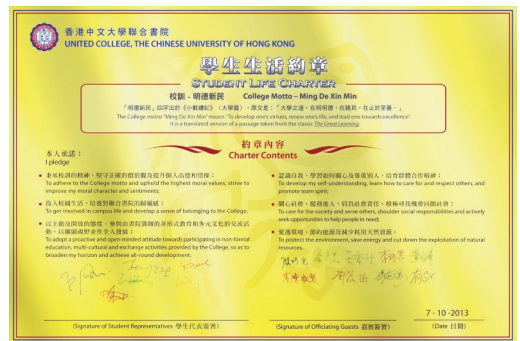 香港中文大學聯合書院
UNITED COLLEGE, THE CHINESE UNIVERSITY OF HONG KONG
學生生活約章
STUDENT LIFE CHARTER
校訓 - 明德新民 College Motto – Ming De Xin Min
「明德新民」四字出於《小戴禮記》〈大學篇〉，原文是：「大學之道，在明明德，在親民，在止於至善。」
The College motto "Ming De Xin Min" means "To develop one's virtues, renew one's life, and lead one towards excellence".
It is a translated version of a passage taken from the classic The Great Learning.
約章內容
Charter Contents
本人承諾：
I pledge
• 秉承校訓的精神，堅守正確的價值觀及提升個人品德和情操；
To adhere to the College motto and uphold the highest moral values, strive to
improve my moral character and sentiments;
• 投入校園生活，培養對聯合書院的歸屬感；
To get involved in campus life and develop a sense of belonging to the College;
• 以主動及開放的態度，參與由書院籌辦的非形式教育和多元文化的交流活
動，以擴闊視野並作全人發展；
To adopt a proactive and open-minded attitude towards participating in non-formal
education, multi-cultural and exchange activities provided by the College, so as to
broaden my horizon and achieve all-round development;
• 認識自我，學習如何關心及尊重別人，培育群體合作精神；
To develop my self-understanding, learn how to care for and respect others, and
promote team spirit;
• 關心社會，服務他人，肩負社會責任，積極尋找機會回饋社會；
To care for the society and serve others, shoulder social responsibilities and actively
seek opportunities to help people in need;
• 愛護環境，節約能源及減少耗用天然資源。
To protect the environment, save energy and cut down the exploitation of natural
resources.
7 - 10 -2013
(Signature of Student Representatives 學生代表簽署)
(Signature of Officiating Guests 嘉賓簽署)
(Date 日期)